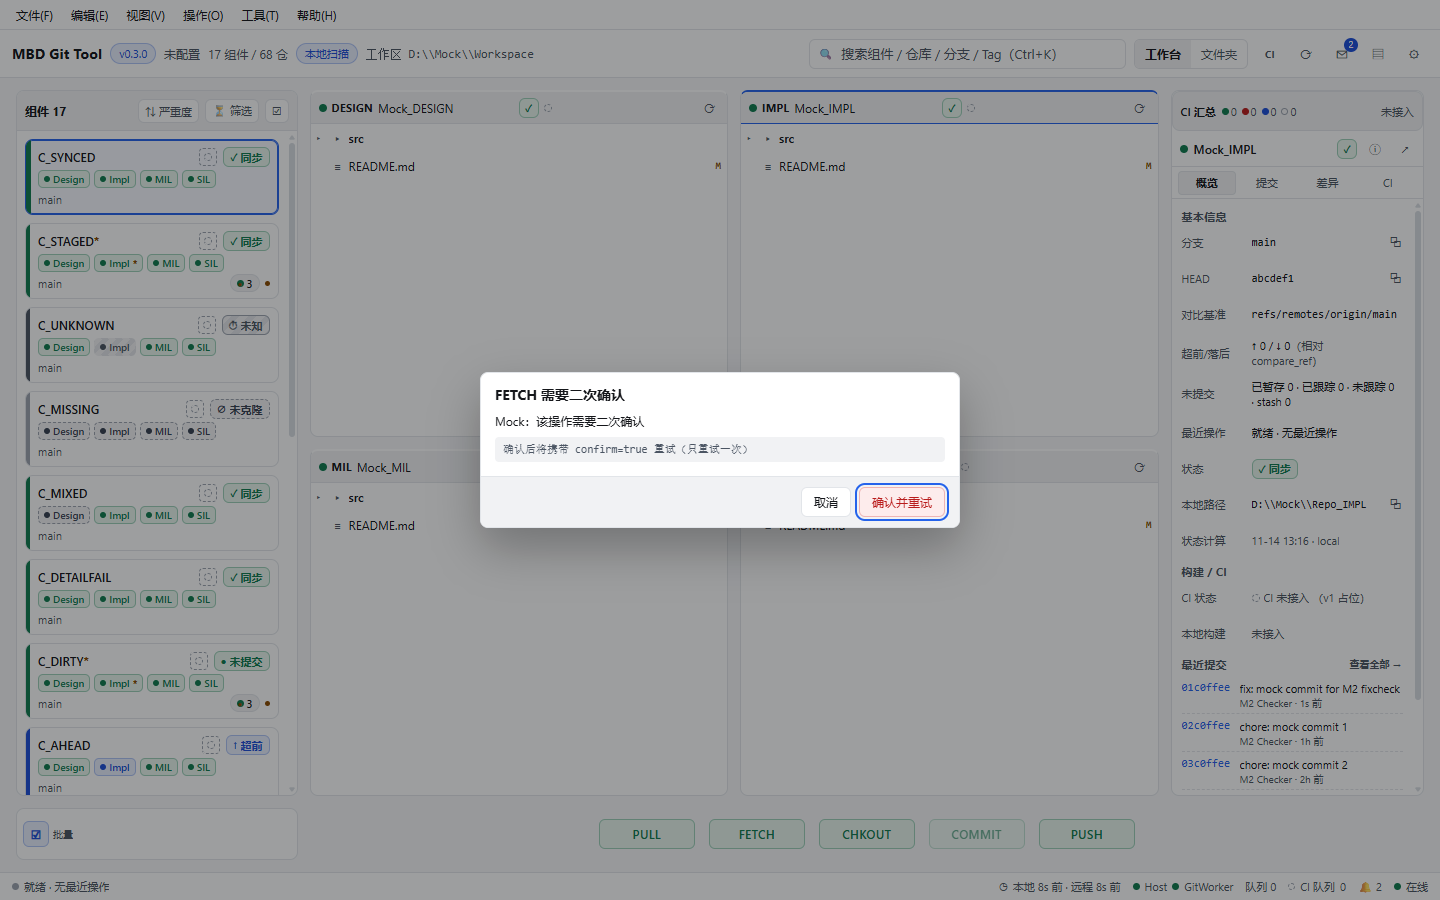 文件(F) 编辑(E) 视图(V) 操作(O) 工具(T) 帮助(H)
MBD Git Tool v0.3.0 未配置 17 组件 / 68 仓 本地扫描 工作区 D:\\Mock\\Workspace
搜索组件 / 仓库 / 分支 / Tag（Ctrl+K） 工作台 文件夹 CI 2
组件 17 严重度 筛选
C_SYNCED ✓ 同步
Design Impl MIL SIL
main
C_STAGED* ✓ 同步
Design Impl * MIL SIL
main 3
C_UNKNOWN 未知
Design Impl MIL SIL
main
C_MISSING 未克隆
Design Impl MIL SIL
main
C_MIXED ✓ 同步
Design Impl MIL SIL
main
C_DETAILFAIL ✓ 同步
Design Impl MIL SIL
main
C_DIRTY* 未提交
Design Impl * MIL SIL
main 3
C_AHEAD ↑ 超前
Design Impl MIL SIL
main
批量
DESIGN Mock_DESIGN ✓
src
README.md M
IMPL Mock_IMPL ✓
src
README.md M
MIL Mock_MIL
src
README.md
README.md M
FETCH 需要二次确认
Mock：该操作需要二次确认
确认后将携带 confirm=true 重试（只重试一次）
取消 确认并重试
PULL FETCH CHKOUT COMMIT PUSH
CI 汇总 0 0 0 0 未接入
Mock_IMPL ✓
概览 提交 差异 CI
基本信息
分支 main
HEAD abcdef1
对比基准 refs/remotes/origin/main
超前/落后 ↑ 0 / ↓ 0（相对
compare_ref）
未提交 已暂存 0 · 已跟踪 0 · 未跟踪 0
· stash 0
最近操作 就绪 · 无最近操作
状态 ✓ 同步
本地路径 D:\\Mock\\Repo_IMPL
状态计算 11-14 13:16 · local
构建 / CI
CI 状态 CI 未接入 （v1 占位）
本地构建 未接入
最近提交 查看全部 →
01c0ffee fix: mock commit for M2 fixcheck
M2 Checker · 1s 前
02c0ffee chore: mock commit 1
M2 Checker · 1h 前
03c0ffee chore: mock commit 2
M2 Checker · 2h 前
就绪 · 无最近操作 本地 8s 前 · 远程 8s 前 Host GitWorker 队列 0 CI 队列 0 2 在线